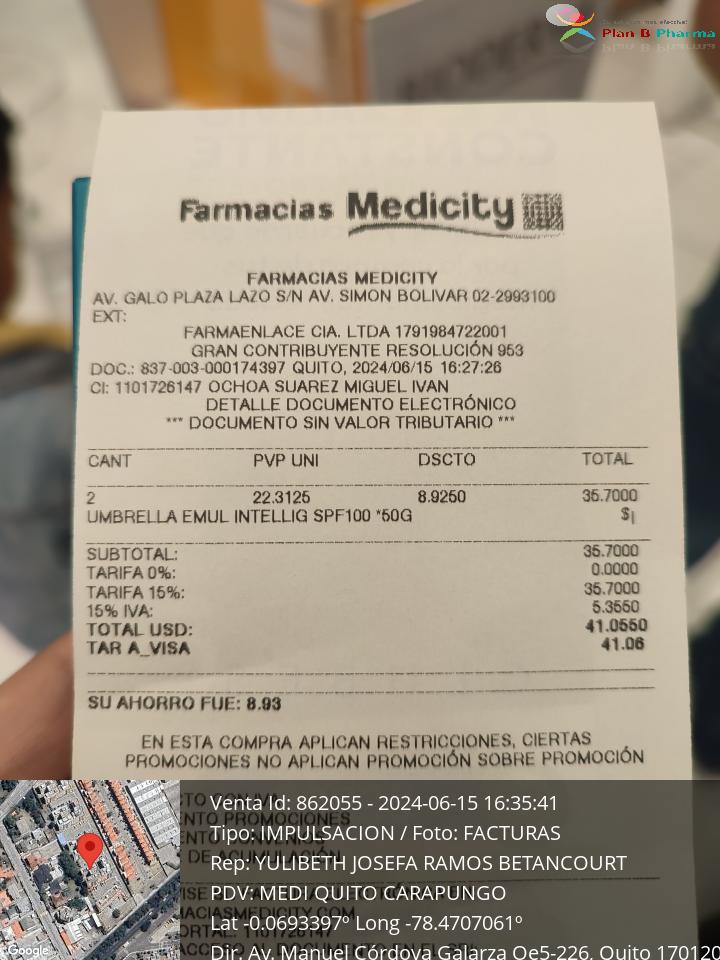 Plan B Pharma
Farmacias Medicity
FARMACIAS MEDICITY
AV. GALO PLAZA LAZO S/N AV. SIMON BOLIVAR 02-2993100
EXT:
FARMAENLACE CIA. LTDA 1791984722001
GRAN CONTRIBUYENTE RESOLUCIÓN 953
DOC.: 837-003-000174397 QUITO, 2024/06/15 16:27:26
CI: 1101726147 OCHOA SUAREZ MIGUEL IVAN
DETALLE DOCUMENTO ELECTRÓNICO
*** DOCUMENTO SIN VALOR TRIBUTARIO ***
CANT PVP UNI DSCTO TOTAL
2 22.3125 8.9250 35.7000
UMBRELLA EMUL INTELLIG SPF100 *50G $
SUBTOTAL: 35.7000
TARIFA 0%: 0.0000
TARIFA 15%: 35.7000
15% IVA: 5.3550
TOTAL USD: 41.0550
TAR A_VISA 41.06
SU AHORRO FUE: 8.93
EN ESTA COMPRA APLICAN RESTRICCIONES, CIERTAS
PROMOCIONES NO APLICAN PROMOCIÓN SOBRE PROMOCIÓN
Venta Id: 862055 - 2024-06-15 16:35:41
Tipo: IMPULSACION / Foto: FACTURAS
Rep: YULIBETH JOSEFA RAMOS BETANCOURT
PDV: MEDI QUITO CARAPUNGO
Lat -0.0693397º Long -78.4707061º
Dir. Av. Manuel Córdova Galarza Oe5-226, Quito 170120
Google